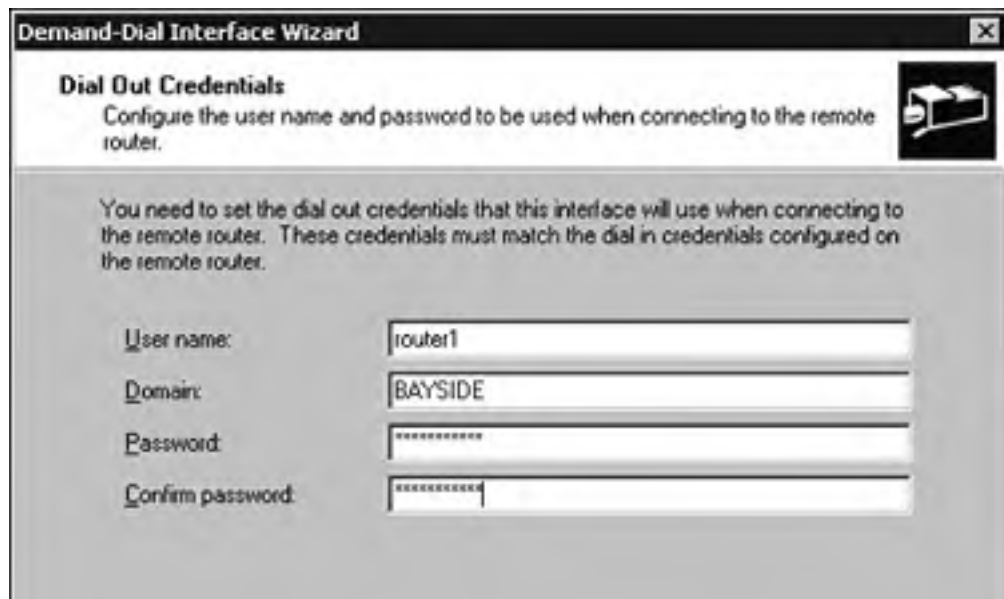 Demand-Dial Interface Wizard
Dial Out Credentials
Configure the user name and password to be used when connecting to the remote
router.
You need to set the dial out credentials that this interface will use when connecting to
the remote router. These credentials must match the dial in credentials configured on
the remote router.
User name: router1
Domain: BAYSIDE
Password: ***********
Confirm password: ***********